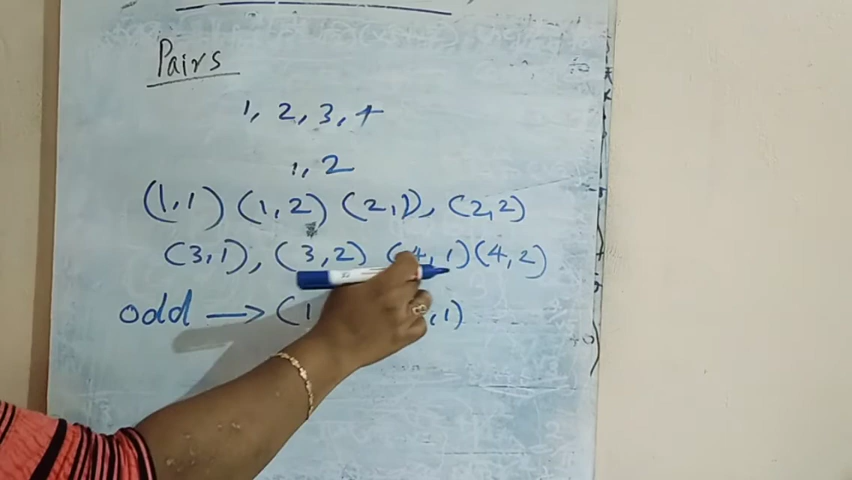 Pairs
1, 2, 3, 4
1, 2
(1,1) (1,2) (2,1), (2,2)
(3,1), (3,2) (4,1) (4,2)
odd → (1 ,1)